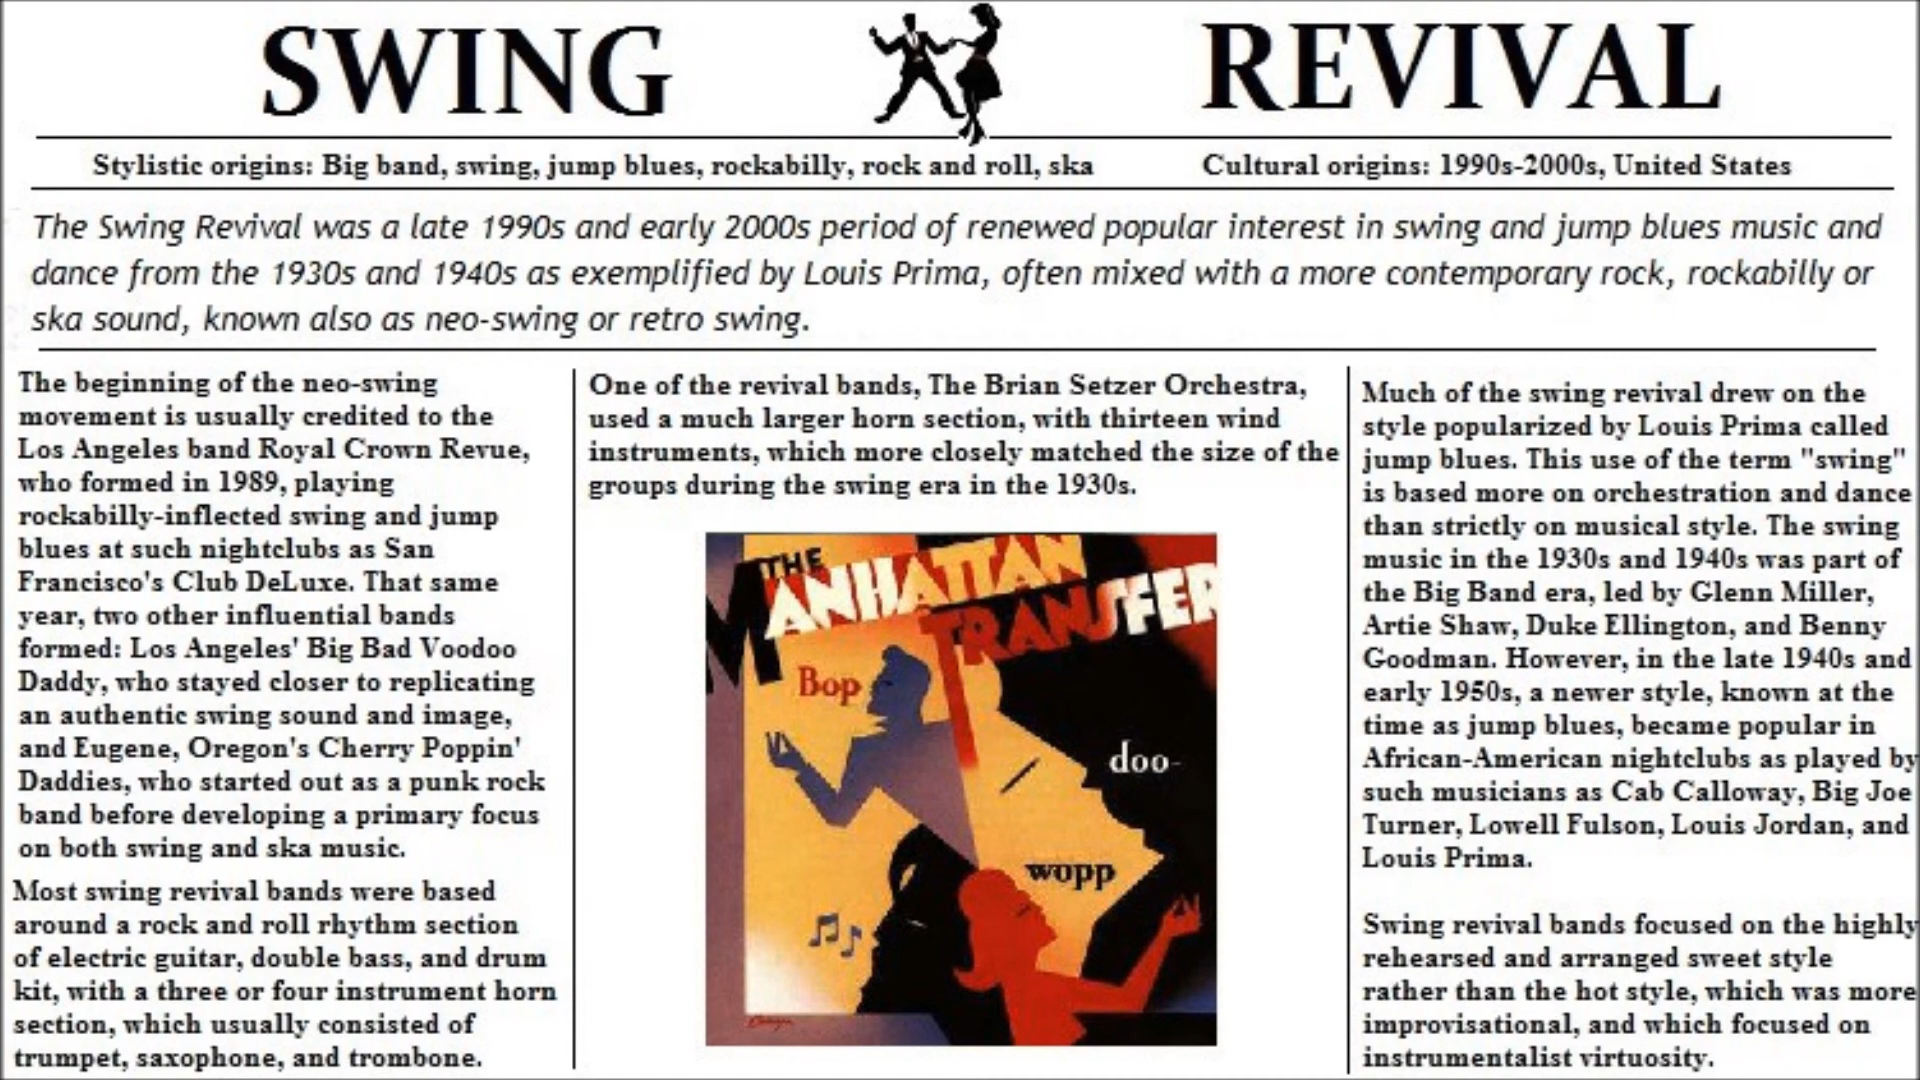 SWING REVIVAL
Stylistic origins: Big band, swing, jump blues, rockabilly, rock and roll, ska
Cultural origins: 1990s-2000s, United States
The Swing Revival was a late 1990s and early 2000s period of renewed popular interest in swing and jump blues music and
dance from the 1930s and 1940s as exemplified by Louis Prima, often mixed with a more contemporary rock, rockabilly or
ska sound, known also as neo-swing or retro swing.
The beginning of the neo-swing
movement is usually credited to the
Los Angeles band Royal Crown Revue,
who formed in 1989, playing
rockabilly-inflected swing and jump
blues at such nightclubs as San
Francisco's Club DeLuxe. That same
year, two other influential bands
formed: Los Angeles' Big Bad Voodoo
Daddy, who stayed closer to replicating
an authentic swing sound and image,
and Eugene, Oregon's Cherry Poppin'
Daddies, who started out as a punk rock
band before developing a primary focus
on both swing and ska music.
Most swing revival bands were based
around a rock and roll rhythm section
of electric guitar, double bass, and drum
kit, with a three or four instrument horn
section, which usually consisted of
trumpet, saxophone, and trombone.
One of the revival bands, The Brian Setzer Orchestra,
used a much larger horn section, with thirteen wind
instruments, which more closely matched the size of the
groups during the swing era in the 1930s.
THE
MANHATTAN
TRANSFER
Bop
doo-
wopp
Much of the swing revival drew on the
style popularized by Louis Prima called
jump blues. This use of the term "swing"
is based more on orchestration and dance
than strictly on musical style. The swing
music in the 1930s and 1940s was part of
the Big Band era, led by Glenn Miller,
Artie Shaw, Duke Ellington, and Benny
Goodman. However, in the late 1940s and
early 1950s, a newer style, known at the
time as jump blues, became popular in
African-American nightclubs as played by
such musicians as Cab Calloway, Big Joe
Turner, Lowell Fulson, Louis Jordan, and
Louis Prima.
Swing revival bands focused on the highly
rehearsed and arranged sweet style
rather than the hot style, which was more
improvisational, and which focused on
instrumentalist virtuosity.